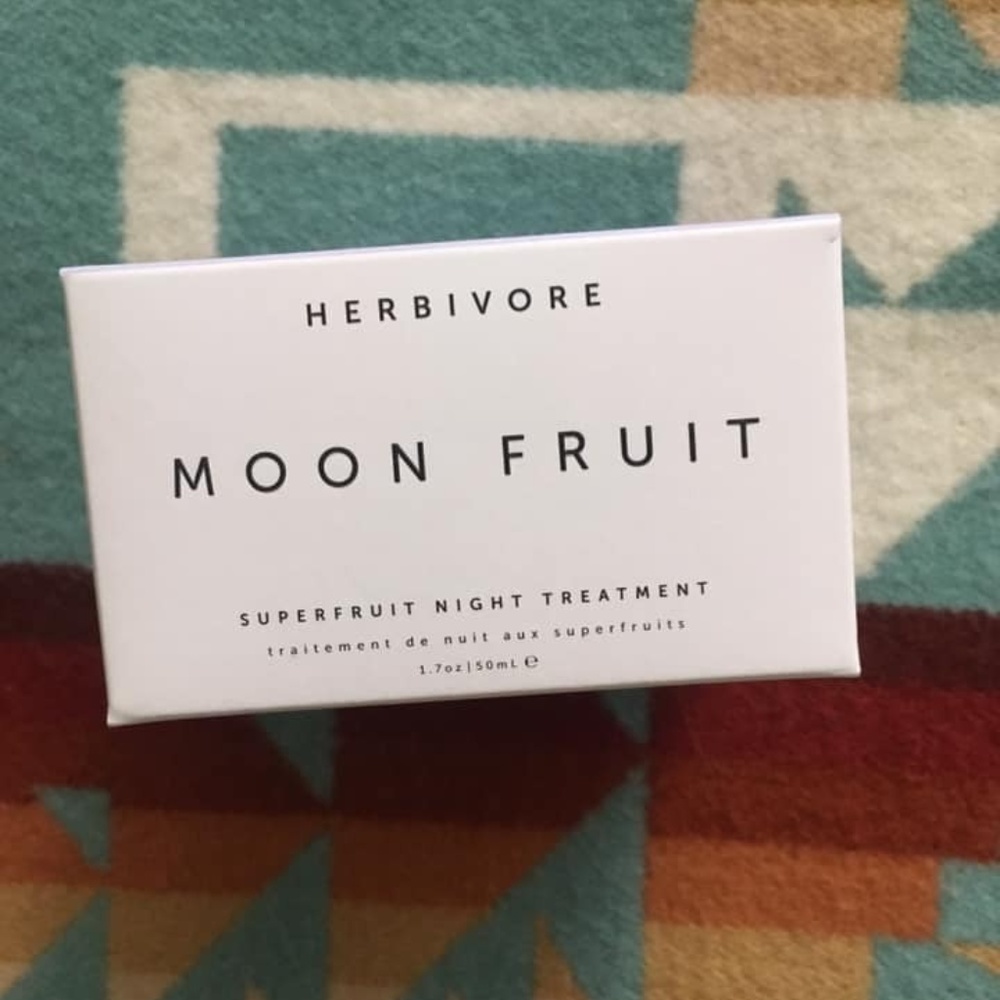 HERBIVORE
MOON FRUIT
SUPERFRUIT NIGHT TREATMENT
traitement de nuit aux superfruits
1.7oz|50mL ℮